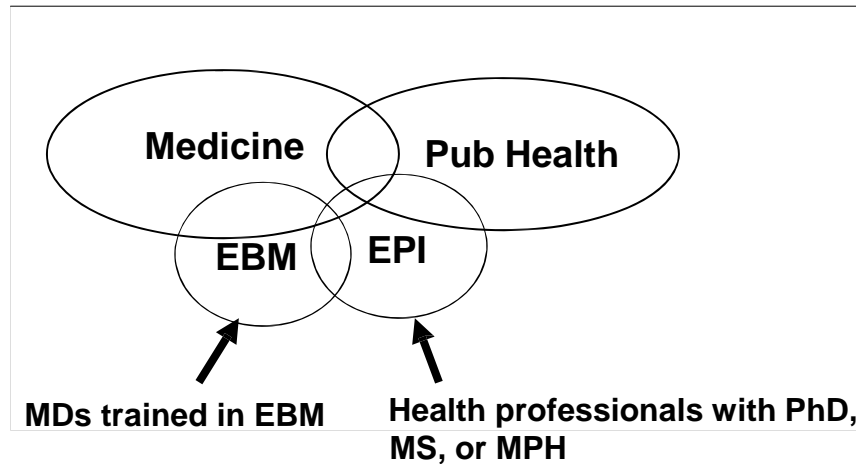 Medicine
Pub Health
EBM
EPI
MDs trained in EBM
Health professionals with PhD,
MS, or MPH